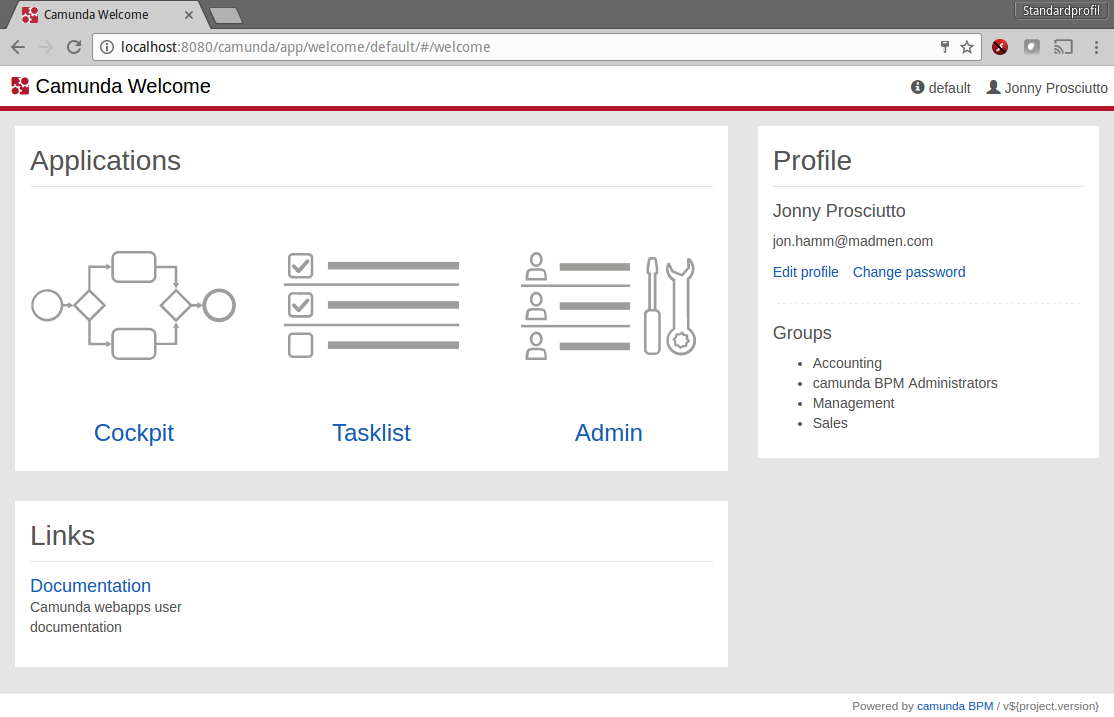 Camunda Welcome
Standardprofil
localhost:8080/camunda/app/welcome/default/#/welcome
Camunda Welcome
default
Jonny Prosciutto
Applications
Cockpit
Tasklist
Admin
Links
Documentation
Camunda webapps user
documentation
Profile
Jonny Prosciutto
jon.hamm@madmen.com
Edit profile Change password
Groups
• Accounting
• camunda BPM Administrators
• Management
• Sales
Powered by camunda BPM / v${project.version}